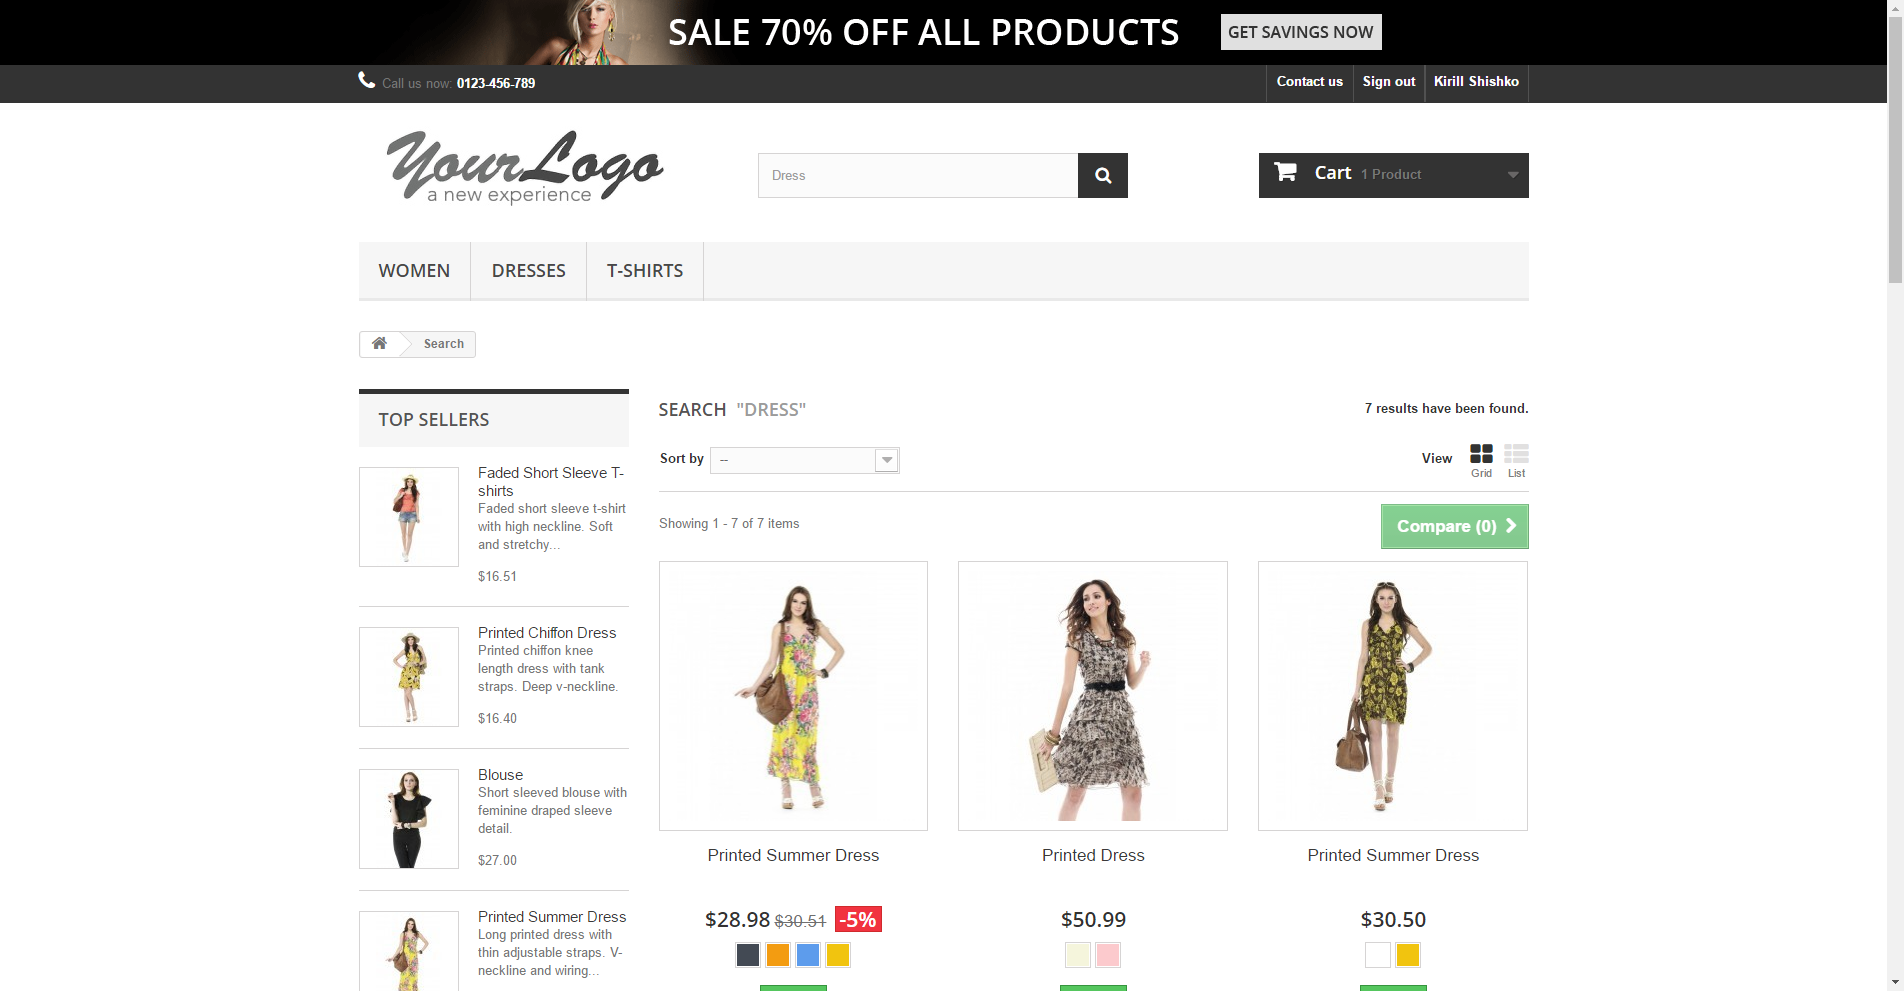 SALE 70% OFF ALL PRODUCTS
GET SAVINGS NOW
Call us now: 0123-456-789
Contact us
Sign out
Kirill Shishko
YourLogo
a new experience
Dress
Cart 1 Product
WOMEN
DRESSES
T-SHIRTS
Search
TOP SELLERS
Faded Short Sleeve T-
shirts
Faded short sleeve t-shirt
with high neckline. Soft
and stretchy...
$16.51
Printed Chiffon Dress
Printed chiffon knee
length dress with tank
straps. Deep v-neckline.
$16.40
Blouse
Short sleeved blouse with
feminine draped sleeve
detail.
$27.00
Printed Summer Dress
Long printed dress with
thin adjustable straps. V-
neckline and wiring...
SEARCH "DRESS"
7 results have been found.
Sort by --
View
Grid
List
Showing 1 - 7 of 7 items
Compare (0)
Printed Summer Dress
$28.98 $30.51 -5%
Printed Dress
$50.99
Printed Summer Dress
$30.50